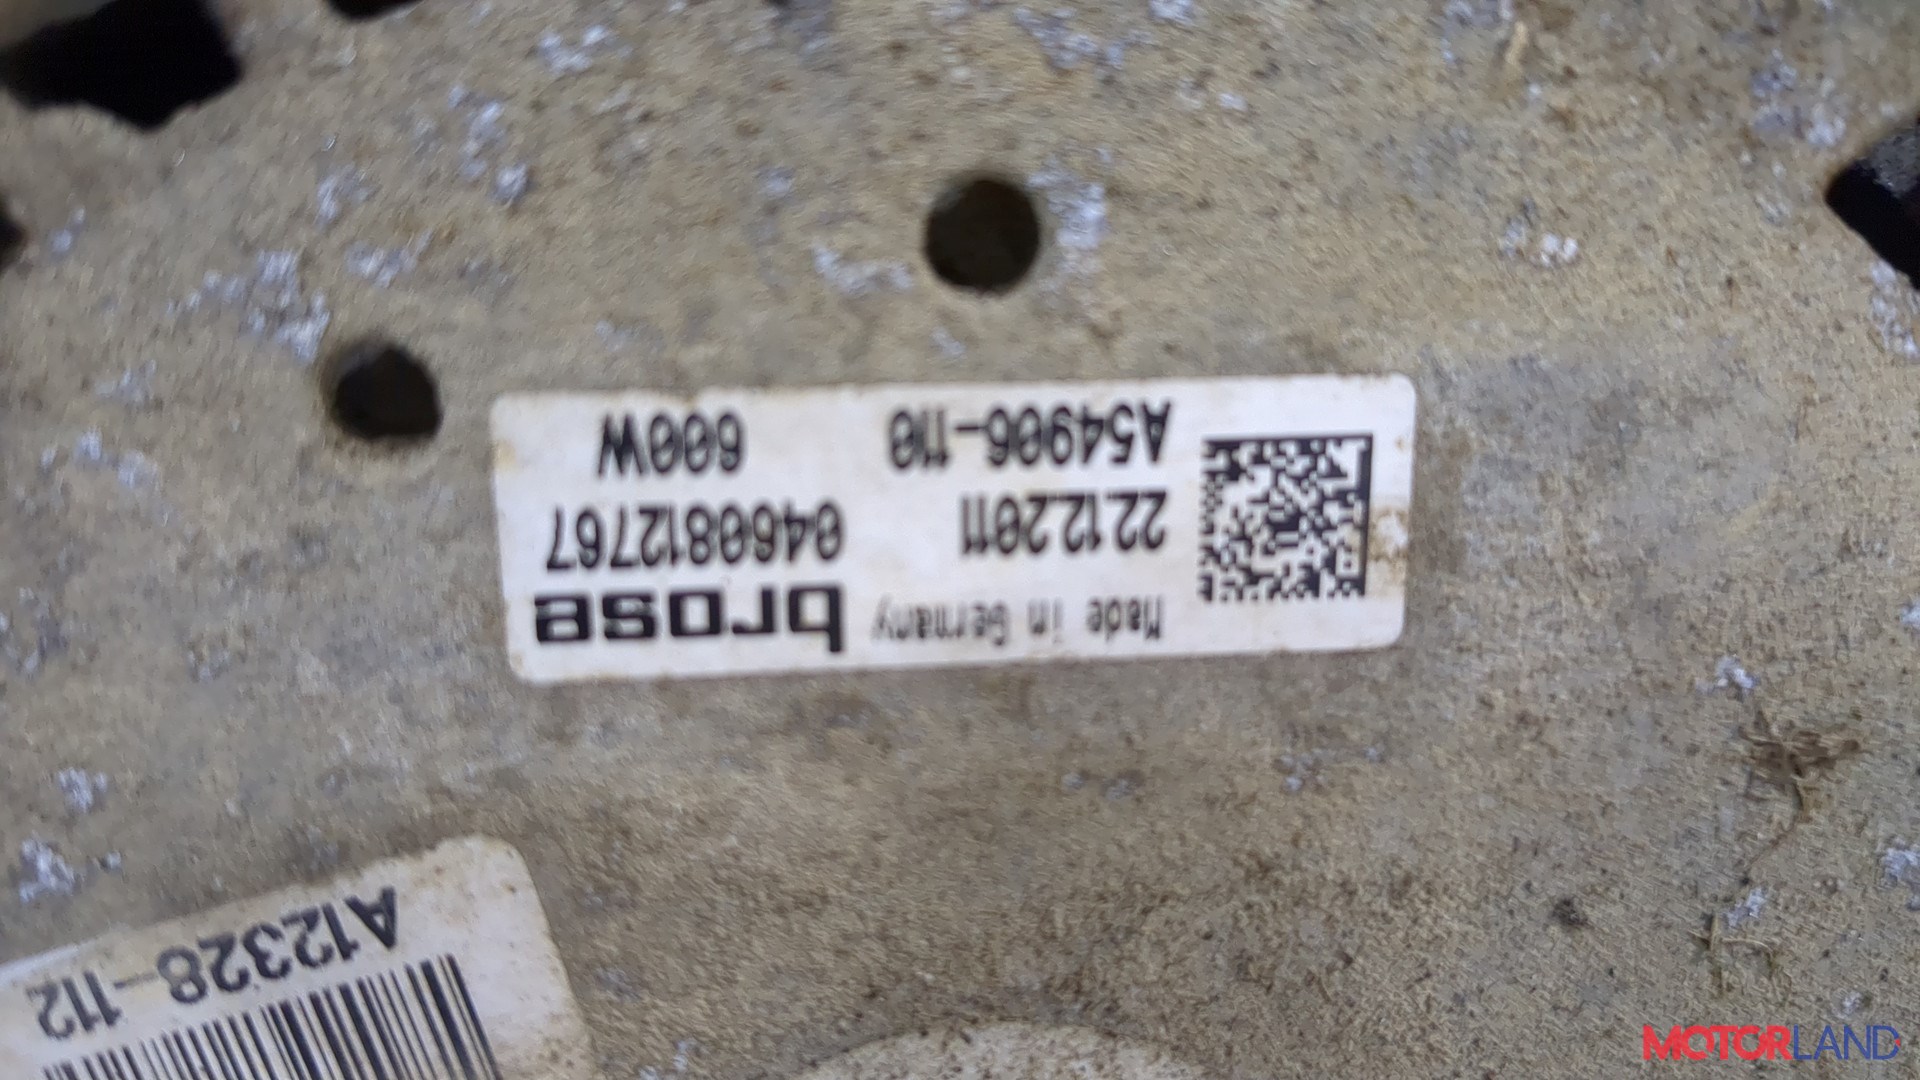 Made in Germany brose
22.12.2011 0460812767
A54906-110 600W
A12328-112
MOTORLAND